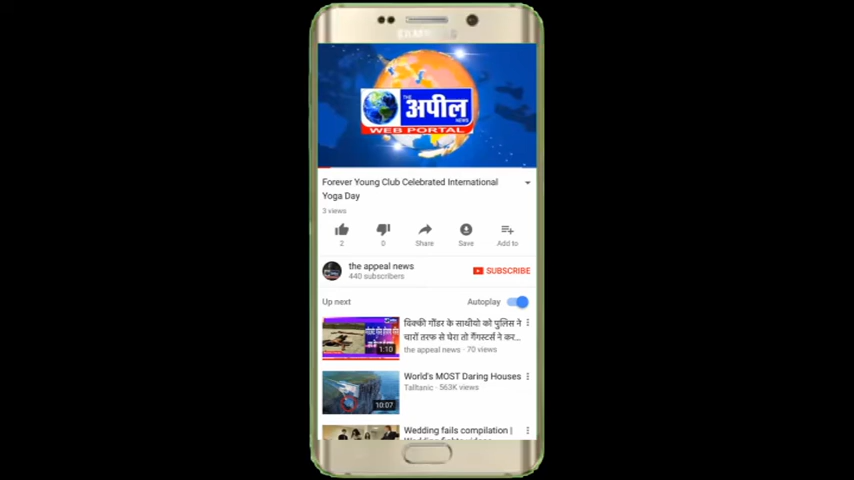 SAMSUNG
THE
अपील
NEWS
WEB PORTAL
Forever Young Club Celebrated International
Yoga Day
3 views
2
0
Share
Save
Add to
the appeal news
440 subscribers
SUBSCRIBE
Up next
Autoplay
विक्की गौंडर के साथीयो को पुलिस ने
चारों तरफ से घेरा तो गैंगस्टर्स ने कर...
the appeal news · 70 views
1:10
World's MOST Daring Houses
Talltanic · 563K views
10:07
Wedding fails compilation |